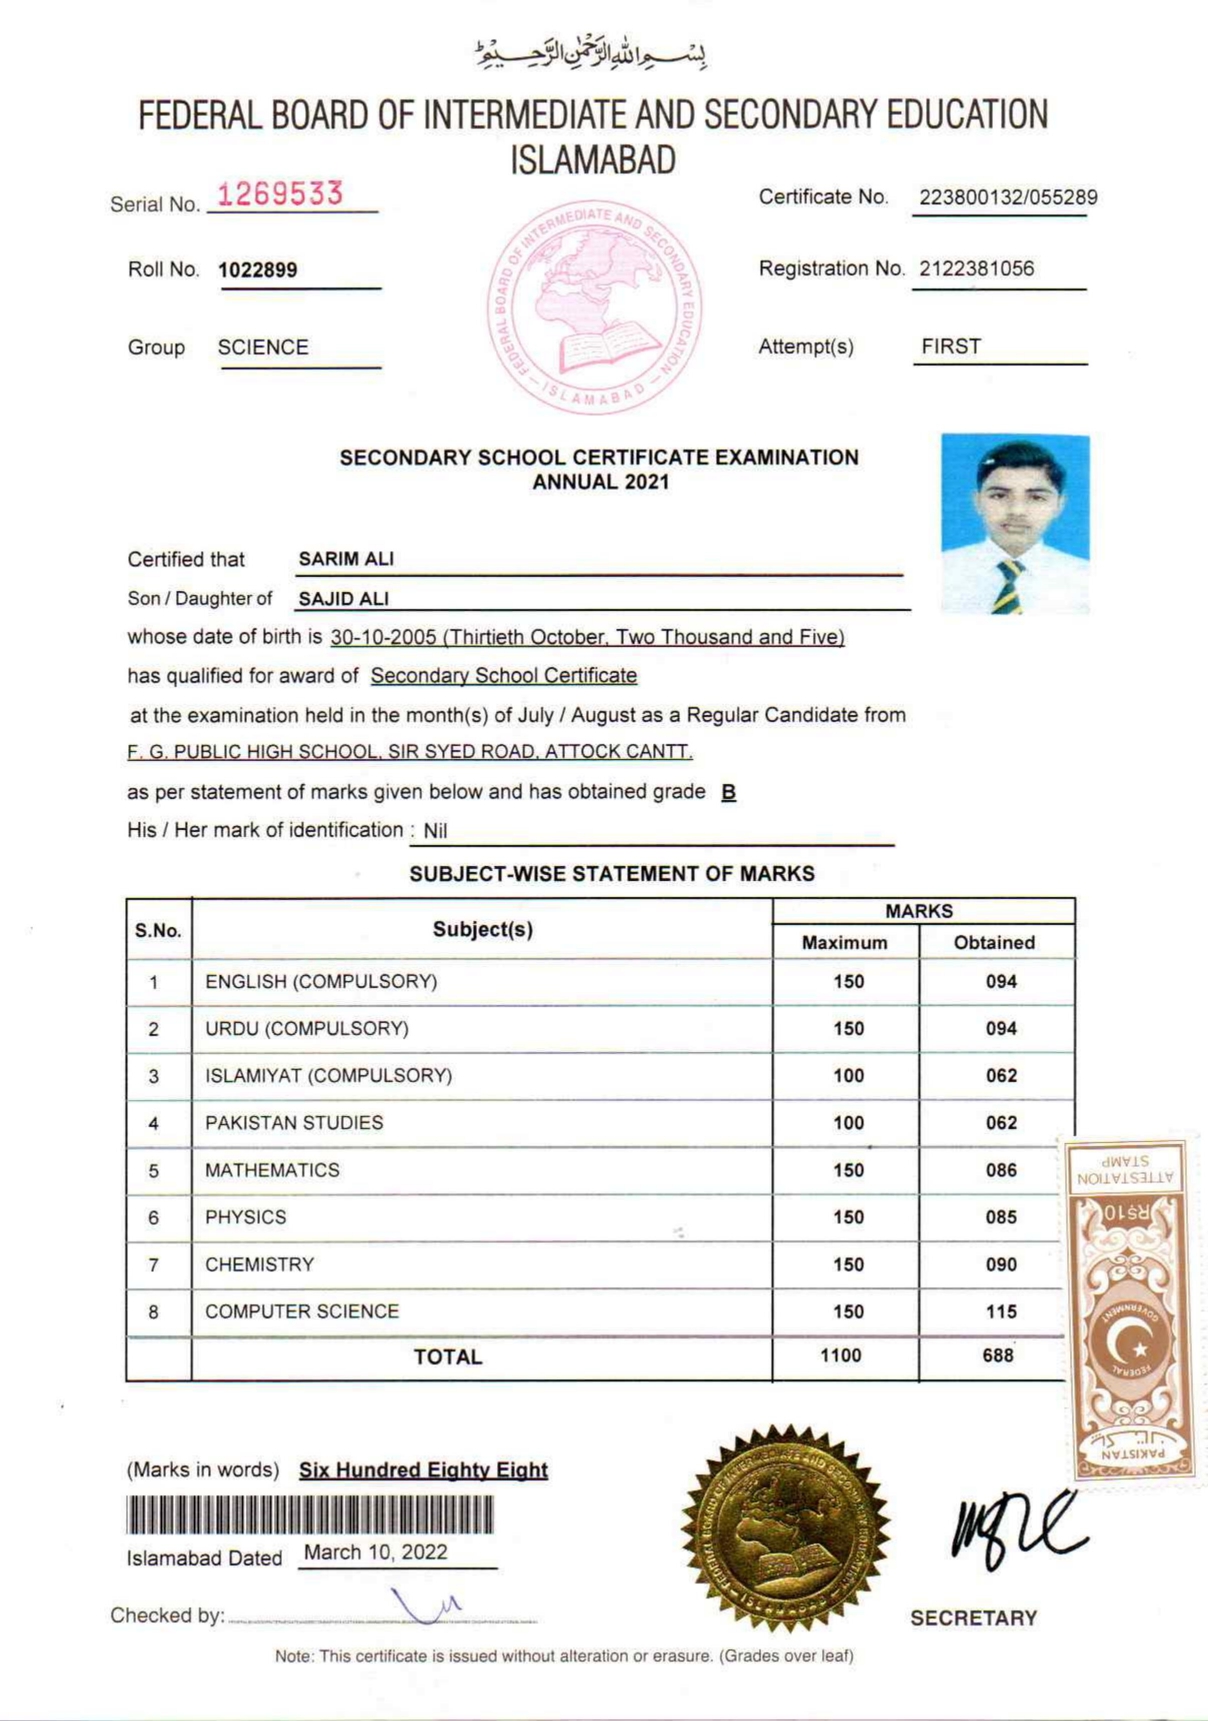 بِسْمِ اللهِ الرَّحْمٰنِ الرَّحِيْمِ
FEDERAL BOARD OF INTERMEDIATE AND SECONDARY EDUCATION
ISLAMABAD
Serial No. 1269533
Certificate No. 223800132/055289
FEDERAL BOARD OF INTERMEDIATE AND SECONDARY EDUCATION
ISLAMABAD
Roll No. 1022899
Registration No. 2122381056
Group SCIENCE
Attempt(s) FIRST
SECONDARY SCHOOL CERTIFICATE EXAMINATION
ANNUAL 2021
Certified that SARIM ALI
Son / Daughter of SAJID ALI
whose date of birth is 30-10-2005 (Thirtieth October, Two Thousand and Five)
has qualified for award of Secondary School Certificate
at the examination held in the month(s) of July / August as a Regular Candidate from
F. G. PUBLIC HIGH SCHOOL, SIR SYED ROAD, ATTOCK CANTT.
as per statement of marks given below and has obtained grade B
His / Her mark of identification : Nil
SUBJECT-WISE STATEMENT OF MARKS
S.No. Subject(s) MARKS
Maximum Obtained
1 ENGLISH (COMPULSORY) 150 094
2 URDU (COMPULSORY) 150 094
3 ISLAMIYAT (COMPULSORY) 100 062
4 PAKISTAN STUDIES 100 062
5 MATHEMATICS 150 086
6 PHYSICS 150 085
7 CHEMISTRY 150 090
8 COMPUTER SCIENCE 150 115
TOTAL 1100 688
ATTESTATION
STAMP
RS10
FEDERAL
GOVERNMENT
پاکستان
PAKISTAN
(Marks in words) Six Hundred Eighty Eight
Islamabad Dated March 10, 2022
FEDERAL BOARD OF INTERMEDIATE AND SECONDARY EDUCATION
ISLAMABAD
Checked by:
SECRETARY
Note: This certificate is issued without alteration or erasure. (Grades over leaf)